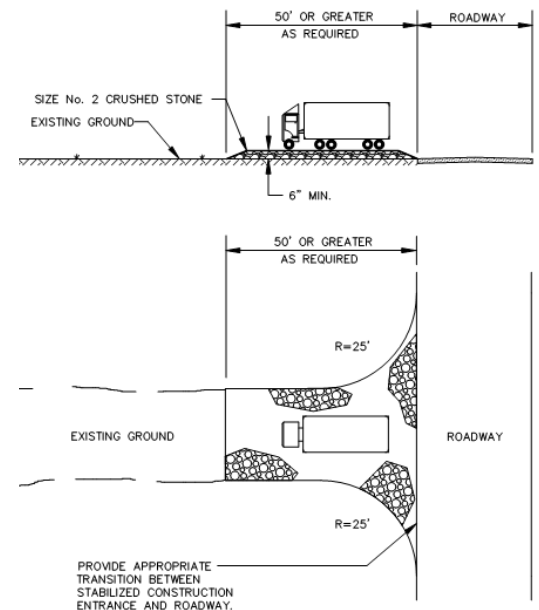 50' OR GREATER
AS REQUIRED
ROADWAY
SIZE No. 2 CRUSHED STONE
EXISTING GROUND
6" MIN.
50' OR GREATER
AS REQUIRED
R=25'
EXISTING GROUND
ROADWAY
R=25'
PROVIDE APPROPRIATE
TRANSITION BETWEEN
STABILIZED CONSTRUCTION
ENTRANCE AND ROADWAY.